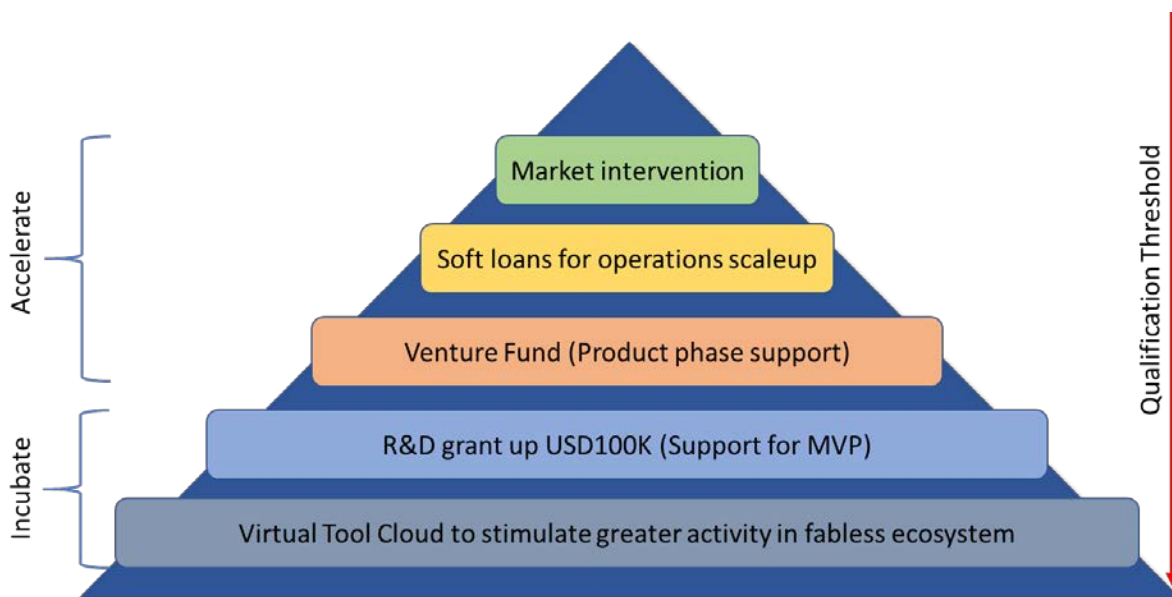 Market intervention
Soft loans for operations scaleup
Venture Fund (Product phase support)
R&D grant up USD100K (Support for MVP)
Virtual Tool Cloud to stimulate greater activity in fabless ecosystem
Accelerate
Incubate
Qualification Threshold